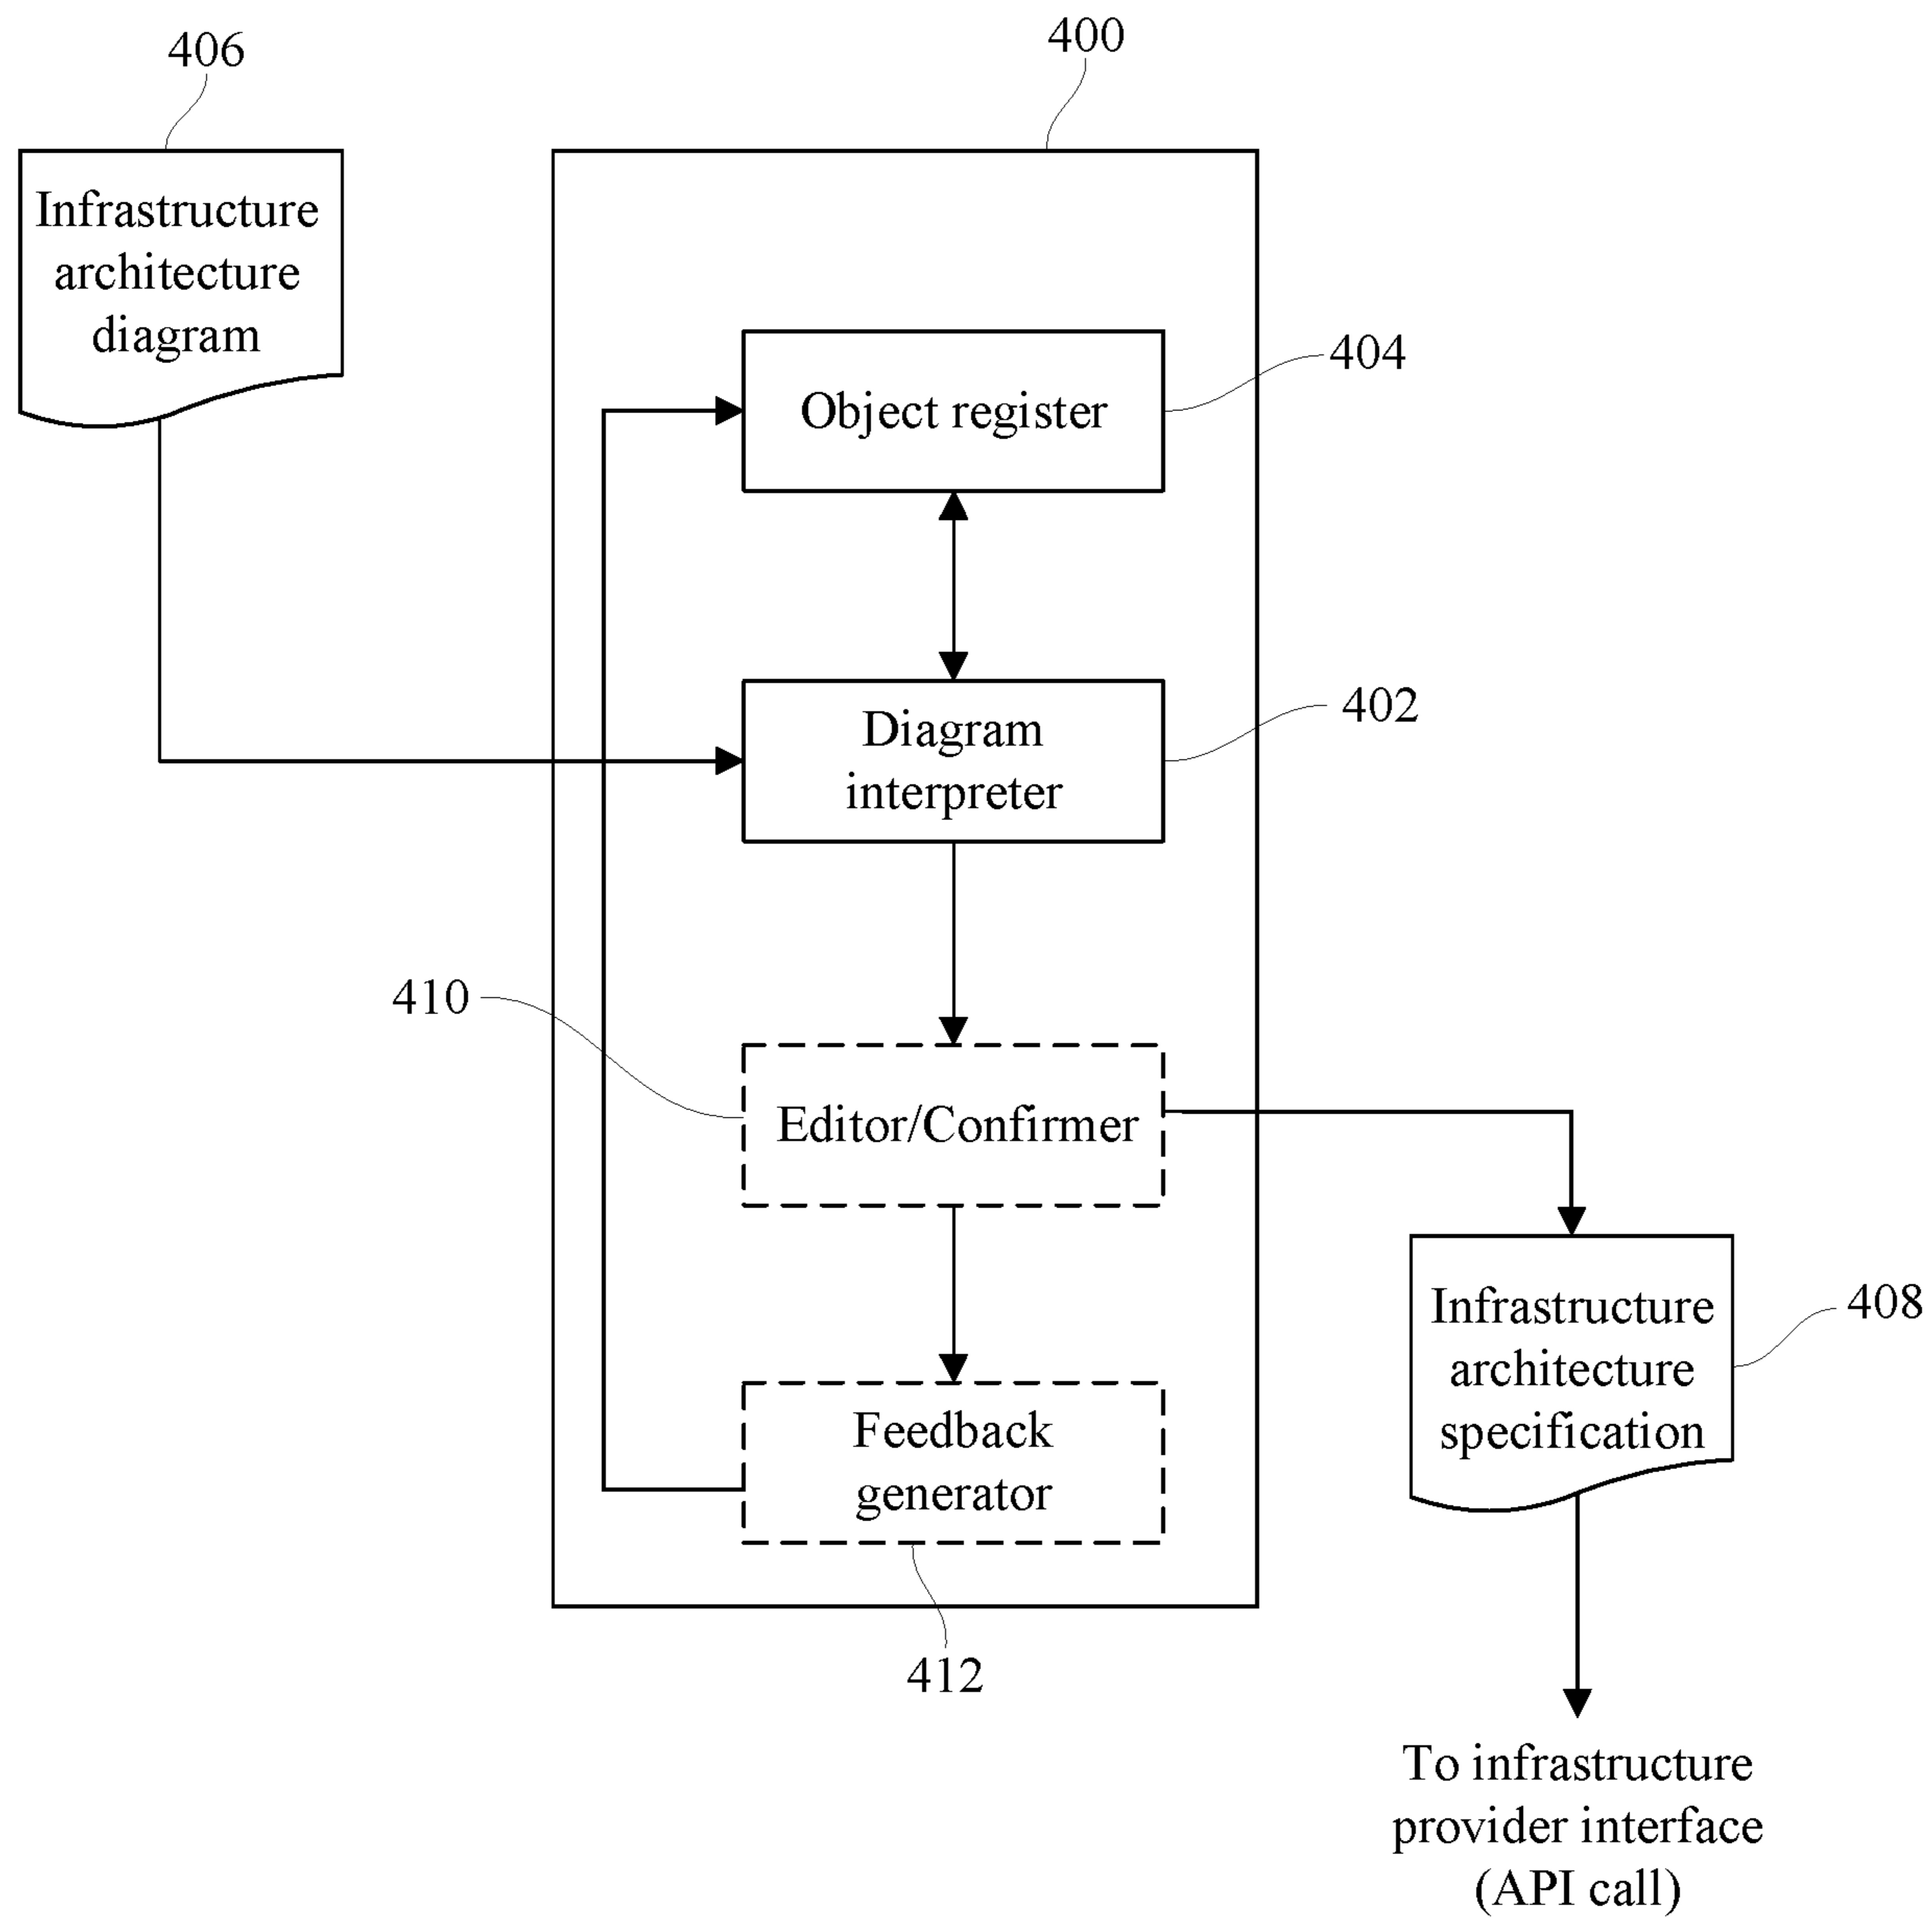 406
400
Infrastructure
architecture
diagram
Object register
404
Diagram
interpreter
402
410
Editor/Confirmer
Infrastructure
architecture
specification
408
Feedback
generator
412
To infrastructure
provider interface
(API call)